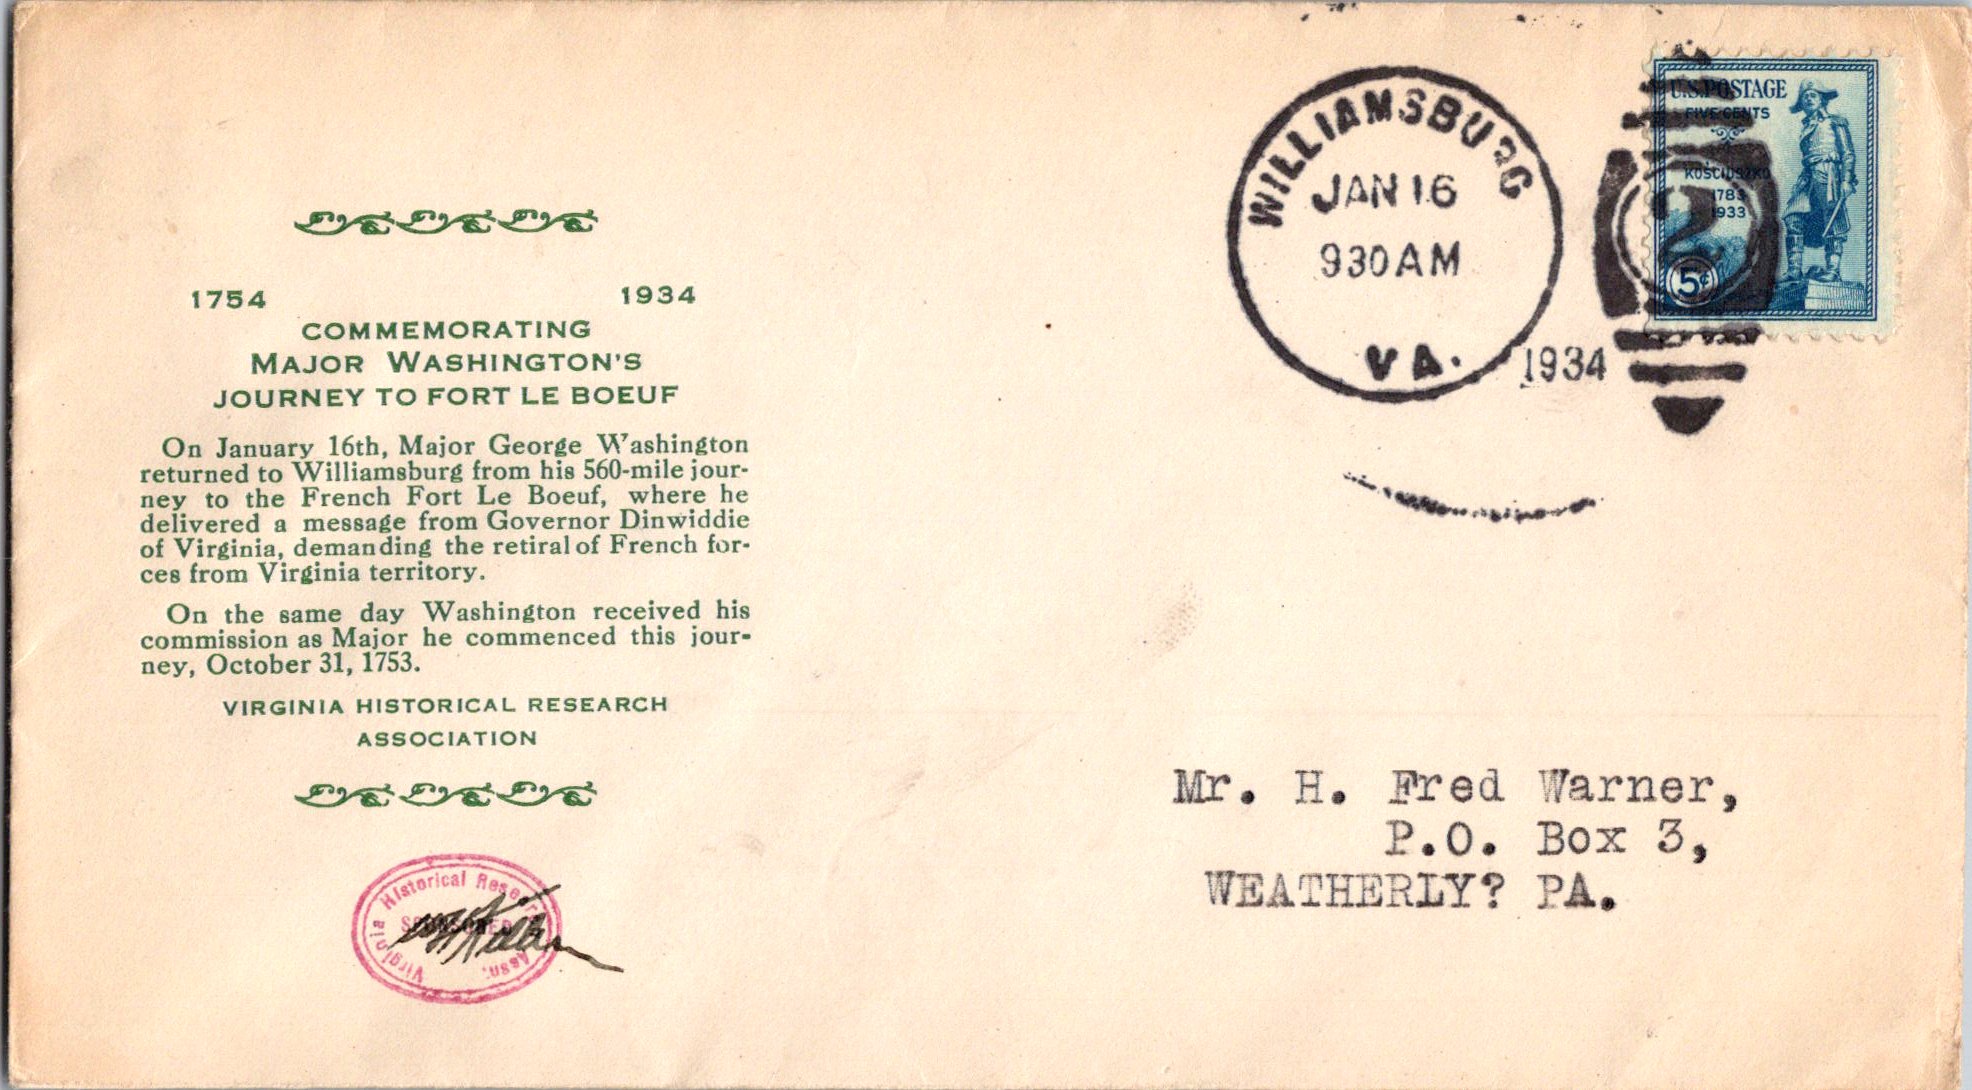 1754 1934
COMMEMORATING
MAJOR WASHINGTON'S
JOURNEY TO FORT LE BOEUF
On January 16th, Major George Washington
returned to Williamsburg from his 560-mile jour-
ney to the French Fort Le Boeuf, where he
delivered a message from Governor Dinwiddie
of Virginia, demanding the retiral of French for-
ces from Virginia territory.
On the same day Washington received his
commission as Major he commenced this jour-
ney, October 31, 1753.
VIRGINIA HISTORICAL RESEARCH
ASSOCIATION
Virginia Historical Research Assn.
SPONSORED
WILLIAMSBURG
JAN 16
930 AM
VA.
1934
2
U.S. POSTAGE
FIVE CENTS
KOSCIUSZKO
1783
1933
5¢
Mr. H. Fred Warner,
P.O. Box 3,
WEATHERLY? PA.